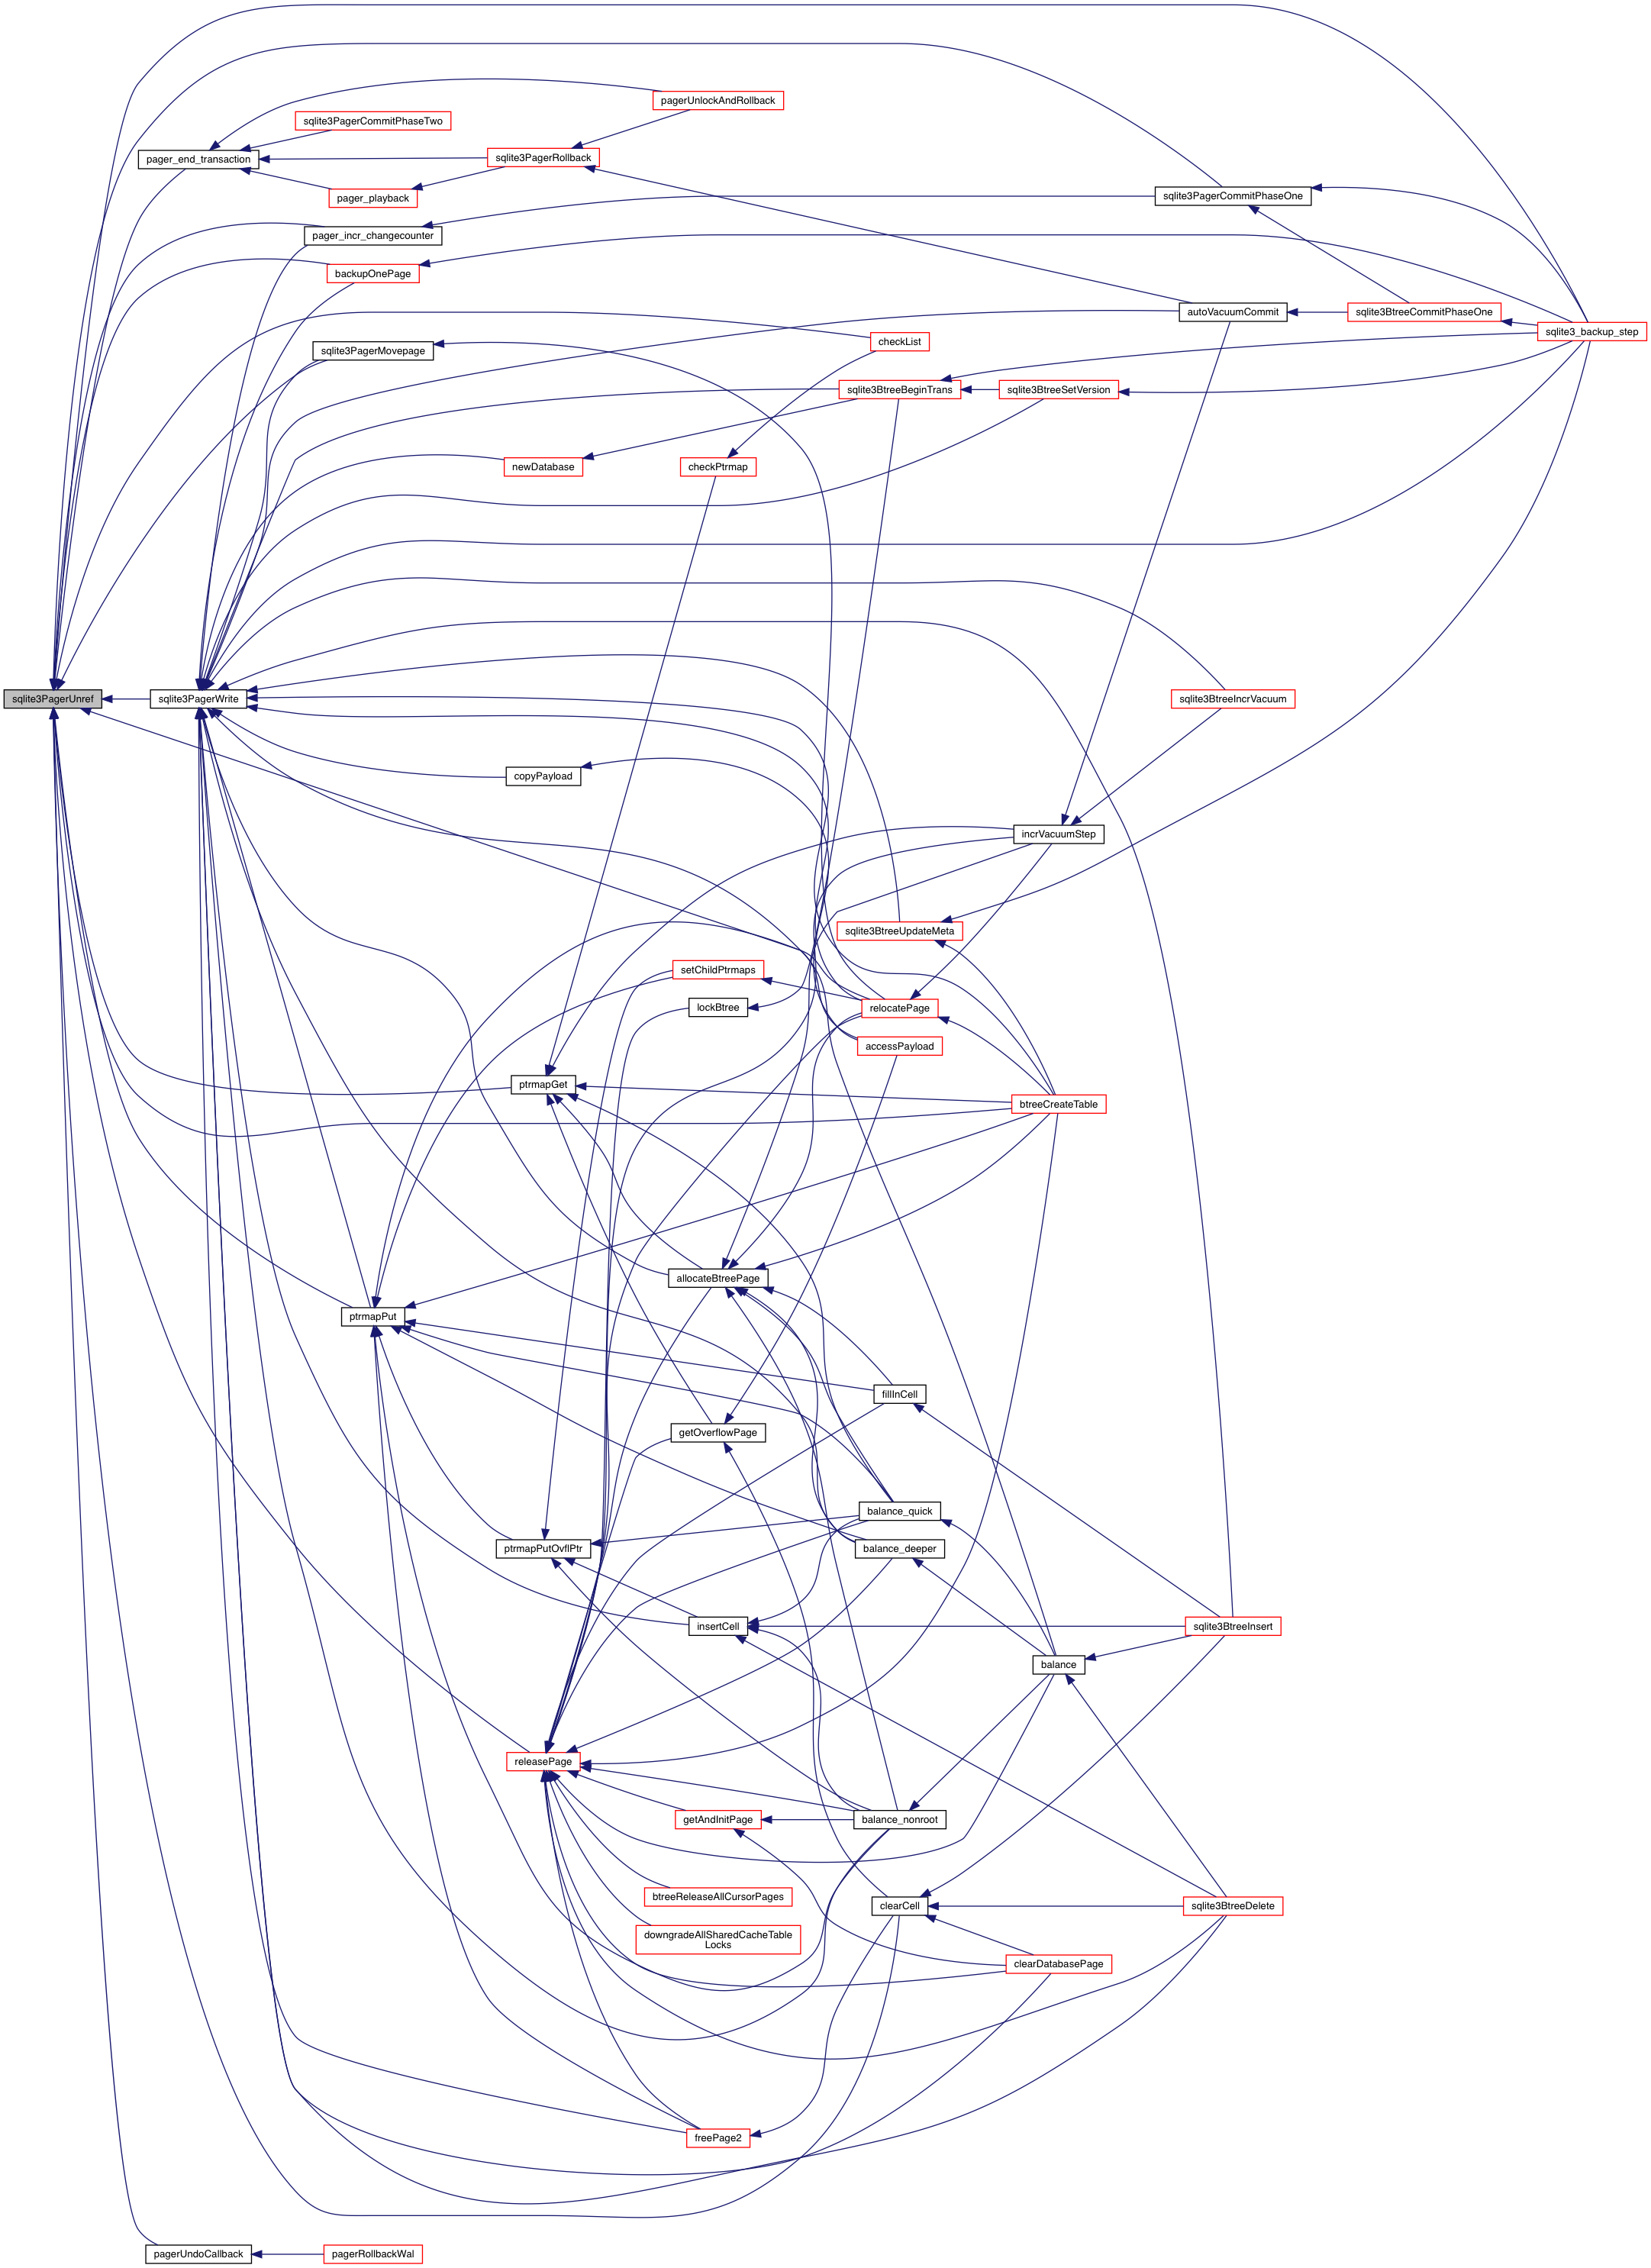 pagerUnlockAndRollback
sqlite3PagerCommitPhaseTwo
pager_end_transaction
sqlite3PagerRollback
pager_playback
sqlite3PagerCommitPhaseOne
pager_incr_changecounter
backupOnePage
autoVacuumCommit
sqlite3BtreeCommitPhaseOne
sqlite3_backup_step
checkList
sqlite3PagerMovepage
sqlite3BtreeBeginTrans
sqlite3BtreeSetVersion
newDatabase
checkPtrmap
sqlite3PagerUnref
sqlite3PagerWrite
sqlite3BtreeIncrVacuum
copyPayload
incrVacuumStep
sqlite3BtreeUpdateMeta
setChildPtrmaps
lockBtree
relocatePage
accessPayload
ptrmapGet
btreeCreateTable
allocateBtreePage
ptrmapPut
fillInCell
getOverflowPage
balance_quick
ptrmapPutOvflPtr
balance_deeper
insertCell
sqlite3BtreeInsert
balance
releasePage
getAndInitPage
balance_nonroot
btreeReleaseAllCursorPages
clearCell
sqlite3BtreeDelete
downgradeAllSharedCacheTable
Locks
clearDatabasePage
freePage2
pagerUndoCallback
pagerRollbackWal